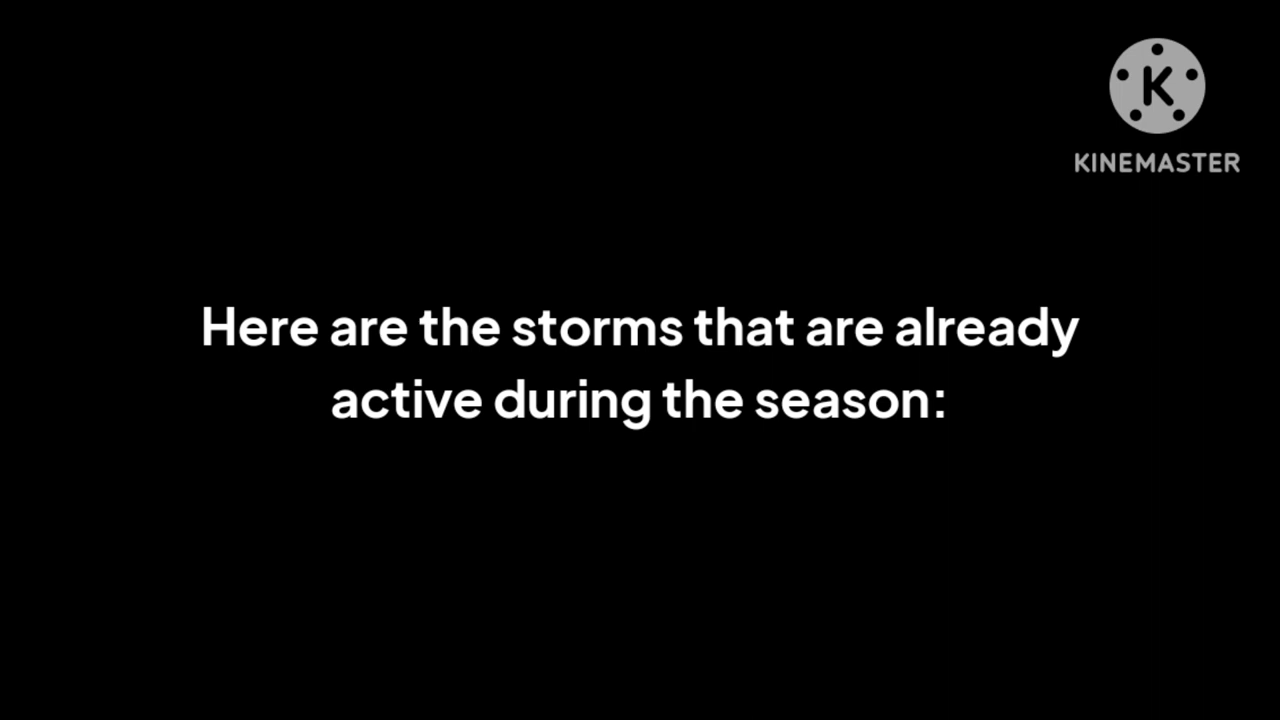 K
KINEMASTER
Here are the storms that are already
active during the season: